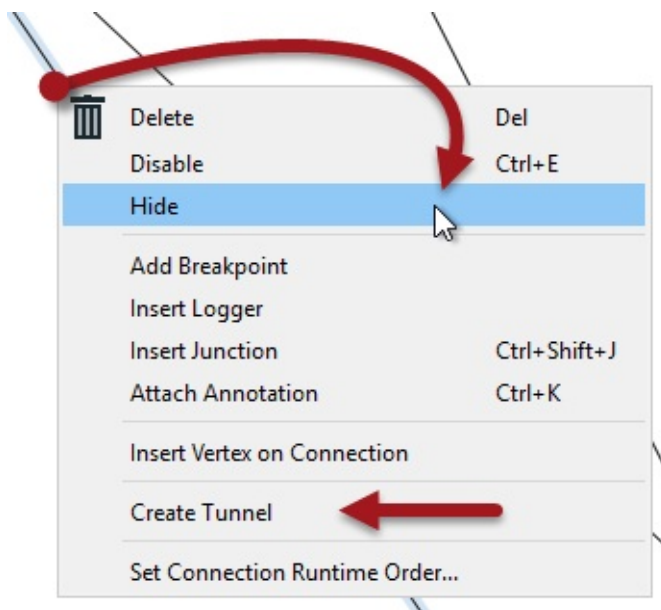 Delete Del
Disable Ctrl+E
Hide
Add Breakpoint
Insert Logger
Insert Junction Ctrl+Shift+J
Attach Annotation Ctrl+K
Insert Vertex on Connection
Create Tunnel
Set Connection Runtime Order...